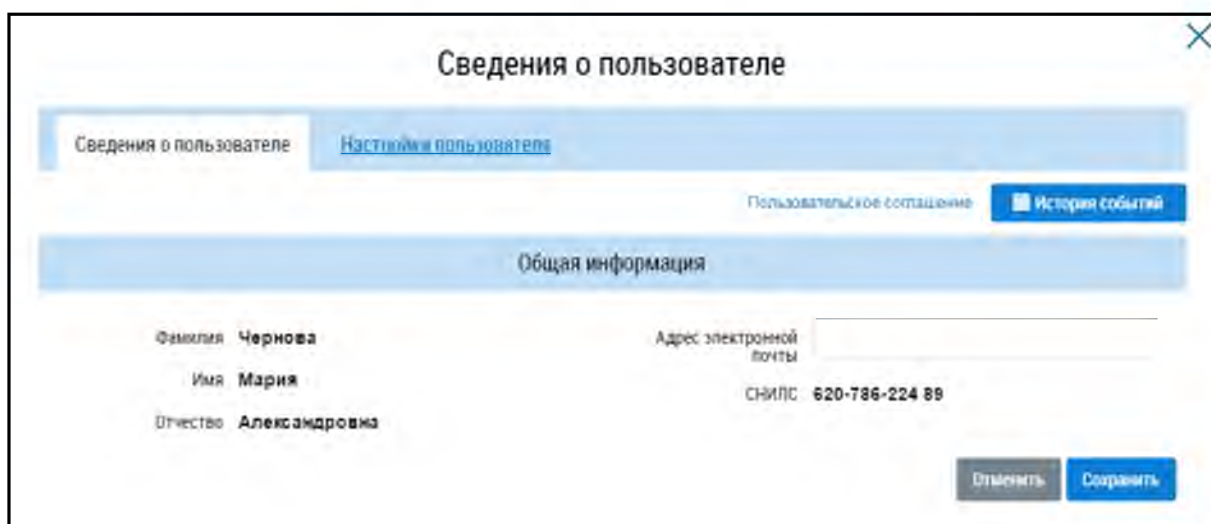 Сведения о пользователе
Сведения о пользователе Настройки пользователя
Пользовательское соглашение История событий
Общая информация
Фамилия Чернова
Имя Мария
Отчество Александровна
Адрес электронной
почты
СНИЛС 620-786-224 89
Отменить Сохранить